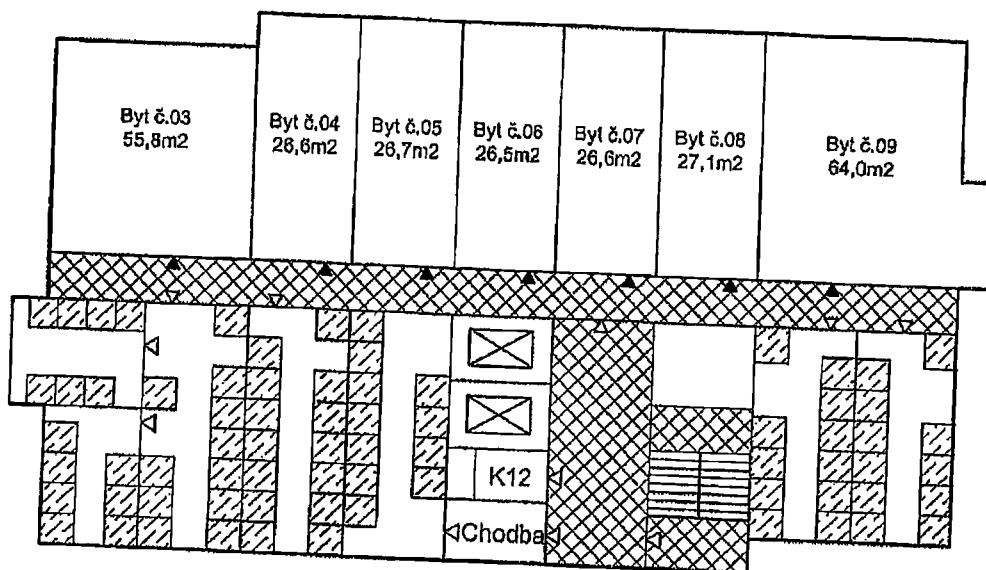 Byt č.03
55,8m2
Byt č.04
26,6m2
Byt č.05
26,7m2
Byt č.06
26,5m2
Byt č.07
26,6m2
Byt č.08
27,1m2
Byt č.09
64,0m2
K12
Chodba